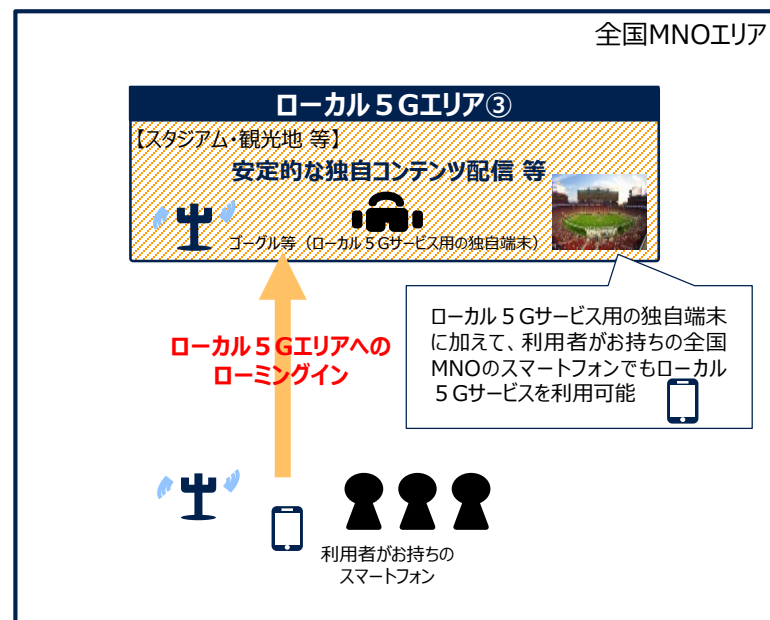 全国MNOエリア
ローカル５Gエリア③
【スタジアム・観光地 等】
安定的な独自コンテンツ配信 等
ゴーグル等（ローカル５Gサービス用の独自端末）
ローカル５Gエリアへの
ローミングイン
ローカル５Gサービス用の独自端末
に加えて、利用者がお持ちの全国
MNOのスマートフォンでもローカル
５Gサービスを利用可能
利用者がお持ちの
スマートフォン